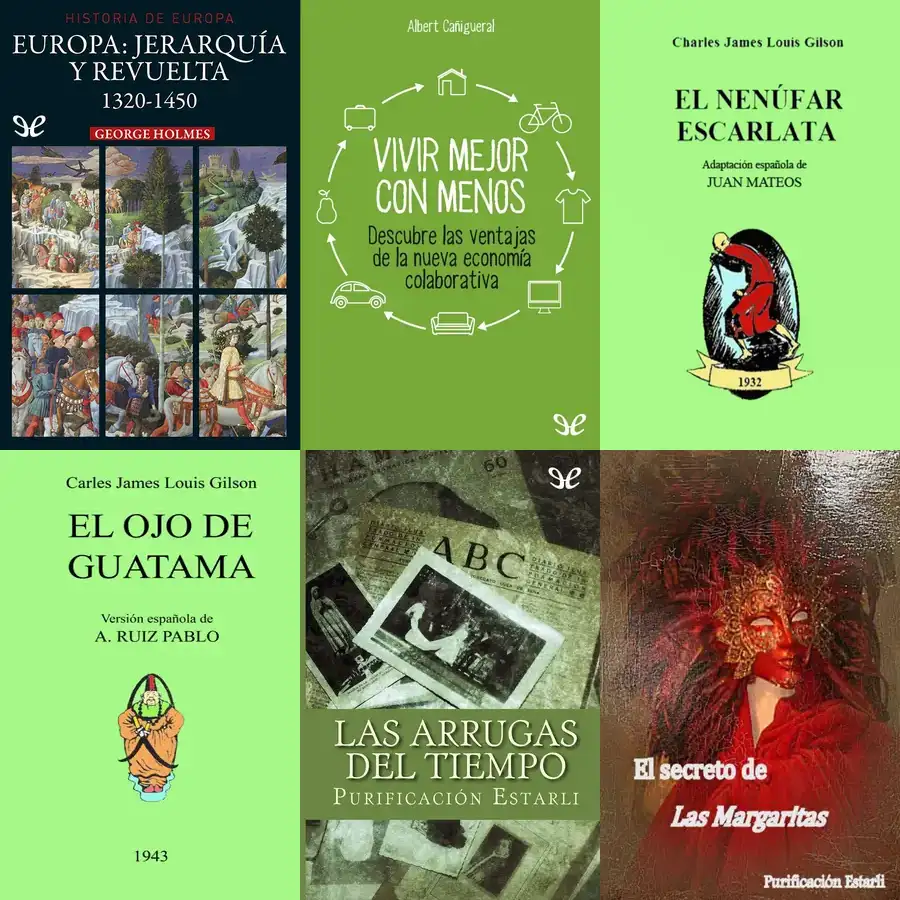 HISTORIA DE EUROPA
EUROPA: JERARQUÍA
Y REVUELTA
1320-1450
GEORGE HOLMES
Albert Cañigueral
VIVIR MEJOR
CON MENOS
Descubre las ventajas
de la nueva economía
colaborativa
Charles James Louis Gilson
EL NENÚFAR
ESCARLATA
Adaptación española de
JUAN MATEOS
1932
Carles James Louis Gilson
EL OJO DE
GUATAMA
Versión española de
A. RUIZ PABLO
1943
60
ABC
LAS ARRUGAS
DEL TIEMPO
PURIFICACIÓN ESTARLI
El secreto de
Las Margaritas
Purificación Estarli